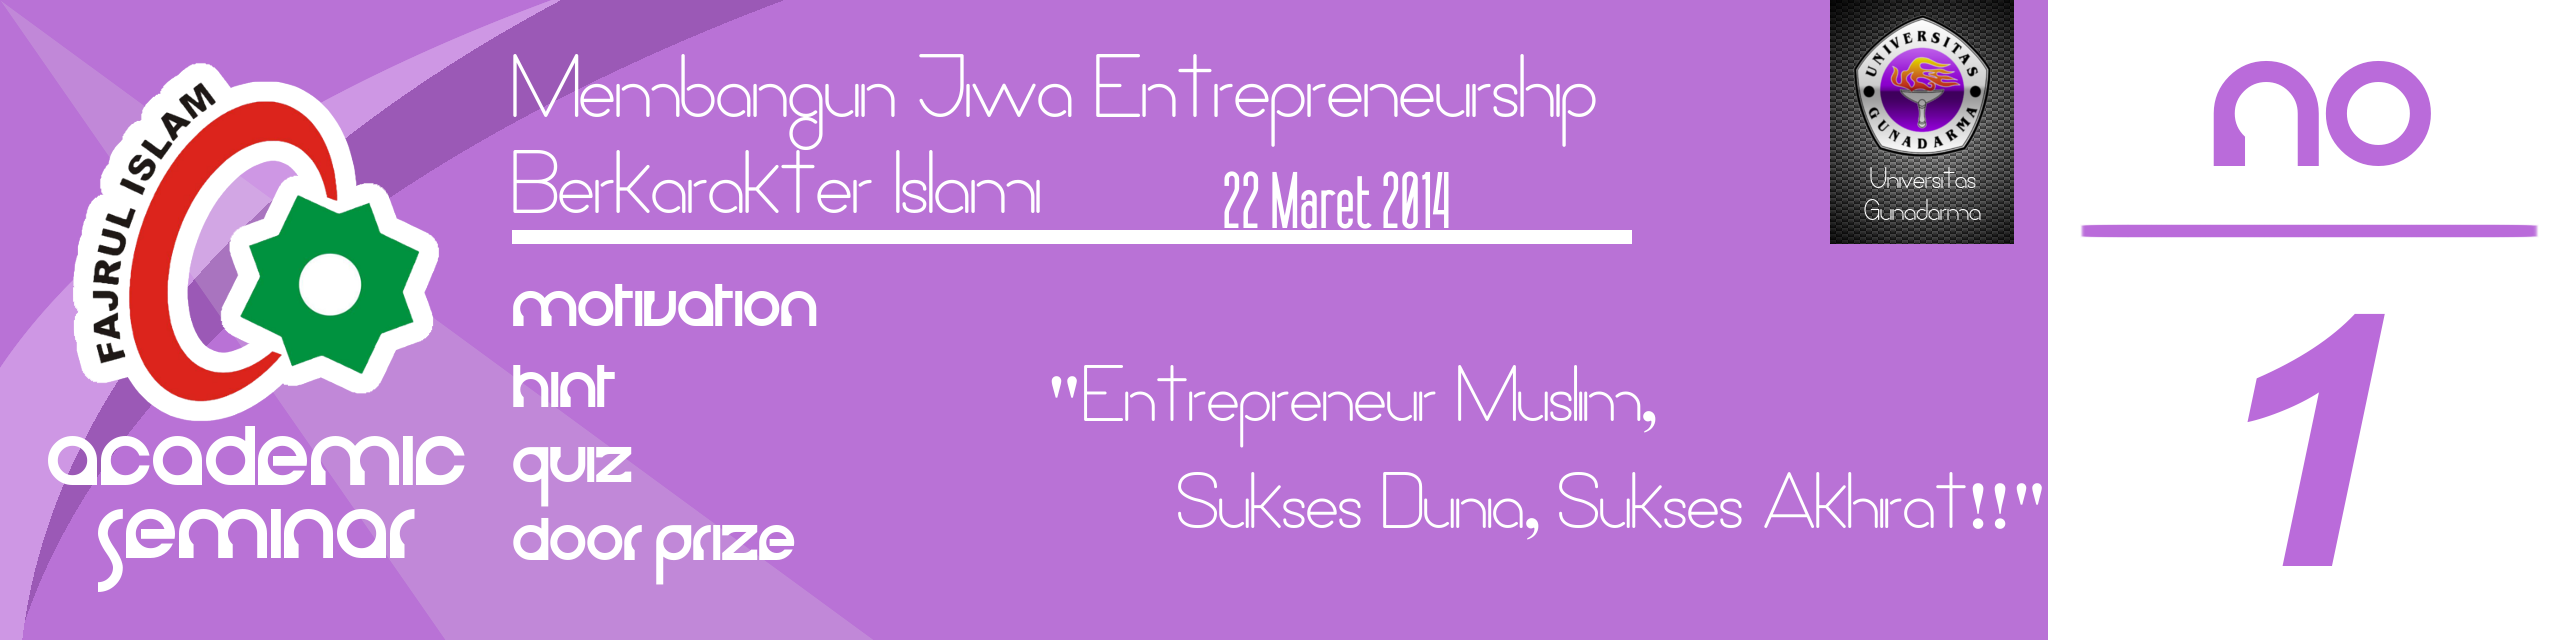 FAJRUL ISLAM
academic
seminar
Membangun Jiwa Entrepreneurship
Berkarakter Islami
22 Maret 2014
motivation
hint
quiz
door prize
"Entrepreneur Muslim,
Sukses Dunia, Sukses Akhirat!!"
UNIVERSITAS
GUNADARMA
Universitas
Gunadarma
no
1